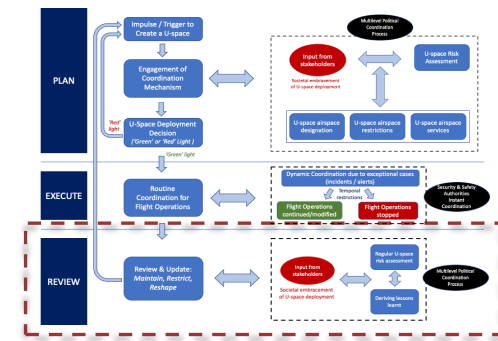 PLAN
Impulse / Trigger to
Create a U-space
Engagement of
Coordination
Mechanism
'Red'
light
U-Space Deployment
Decision
('Green' or 'Red' Light )
'Green' light
Multilevel Political
Coordination
Process
Input from
stakeholders
Societal embracement
of U-space deployment
U-space Risk
Assessment
U-space airspace
designation
U-space airspace
restrictions
U-space airspace
services
EXECUTE
Routine
Coordination for
Flight Operations
Dynamic Coordination due to exceptional cases
(incidents / alerts)
Temporal
restrictions
Flight Operations
continued/modified
Flight Operations
stopped
Security & Safety
Authorities
Instant
Coordination
REVIEW
Review & Update:
Maintain, Restrict,
Reshape
Input from
stakeholders
Societal embracement
of U-space deployment
Regular U-space
risk assessment
Deriving lessons
learnt
Multilevel Political
Coordination
Process